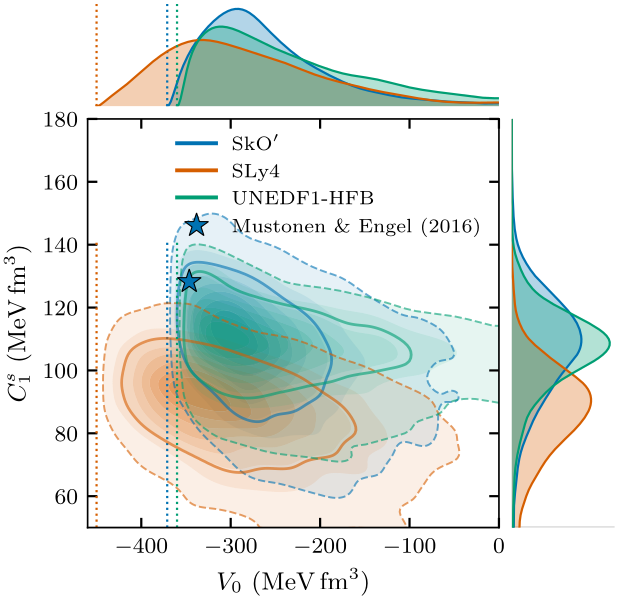 180
160
140
120
100
80
60
C₁ˢ (MeV fm³)
SkO′
SLy4
UNEDF1-HFB
Mustonen & Engel (2016)
−400
−300
−200
−100
0
V₀ (MeV fm³)